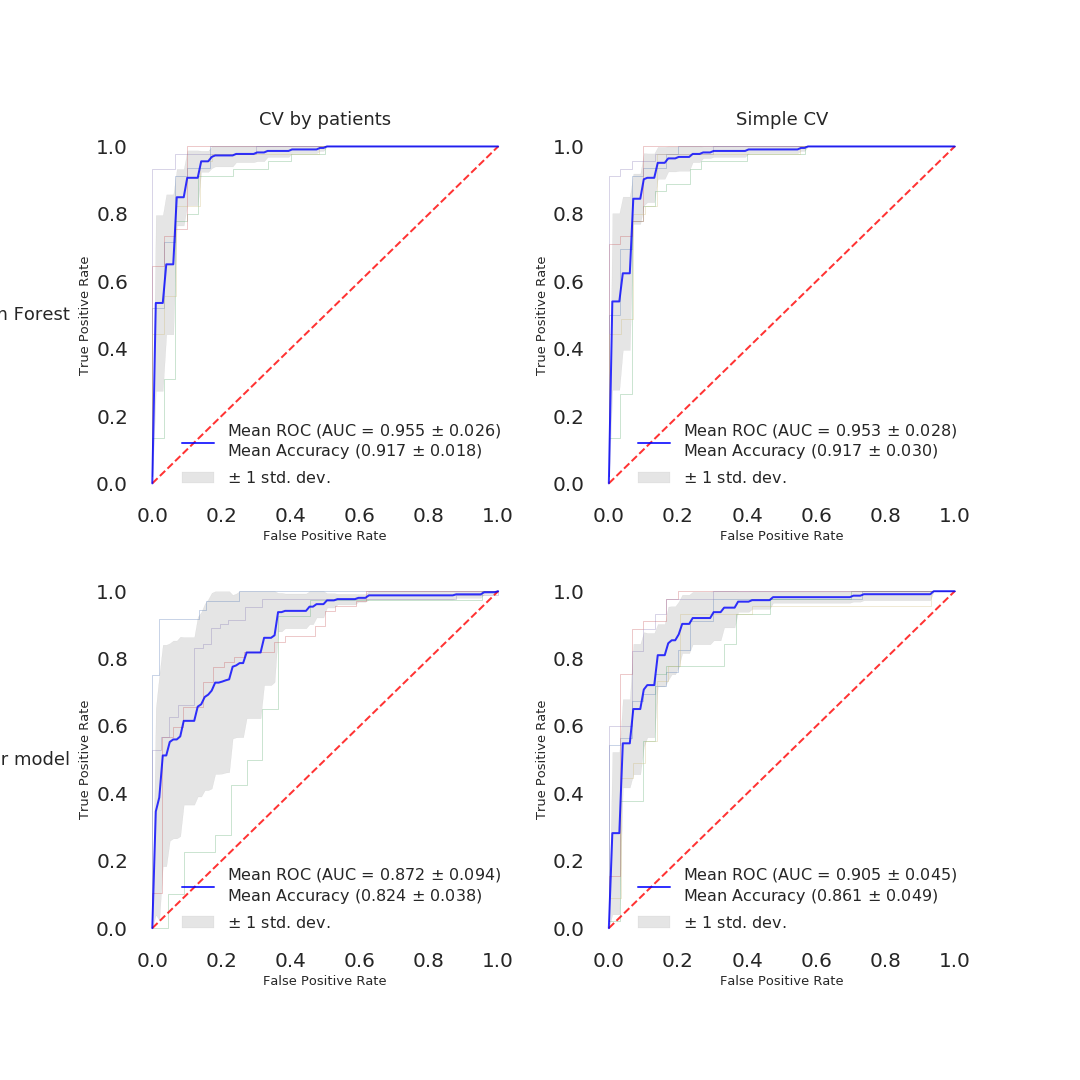 CV by patients
Simple CV
1.0
0.8
0.6
0.4
0.2
0.0
True Positive Rate
Forest
Mean ROC (AUC = 0.955 ± 0.026)
Mean Accuracy (0.917 ± 0.018)
± 1 std. dev.
0.0 0.2 0.4 0.6 0.8 1.0
False Positive Rate
1.0
0.8
0.6
0.4
0.2
0.0
True Positive Rate
Mean ROC (AUC = 0.953 ± 0.028)
Mean Accuracy (0.917 ± 0.030)
± 1 std. dev.
0.0 0.2 0.4 0.6 0.8 1.0
False Positive Rate
1.0
0.8
0.6
0.4
0.2
0.0
True Positive Rate
r model
Mean ROC (AUC = 0.872 ± 0.094)
Mean Accuracy (0.824 ± 0.038)
± 1 std. dev.
0.0 0.2 0.4 0.6 0.8 1.0
False Positive Rate
1.0
0.8
0.6
0.4
0.2
0.0
True Positive Rate
Mean ROC (AUC = 0.905 ± 0.045)
Mean Accuracy (0.861 ± 0.049)
± 1 std. dev.
0.0 0.2 0.4 0.6 0.8 1.0
False Positive Rate